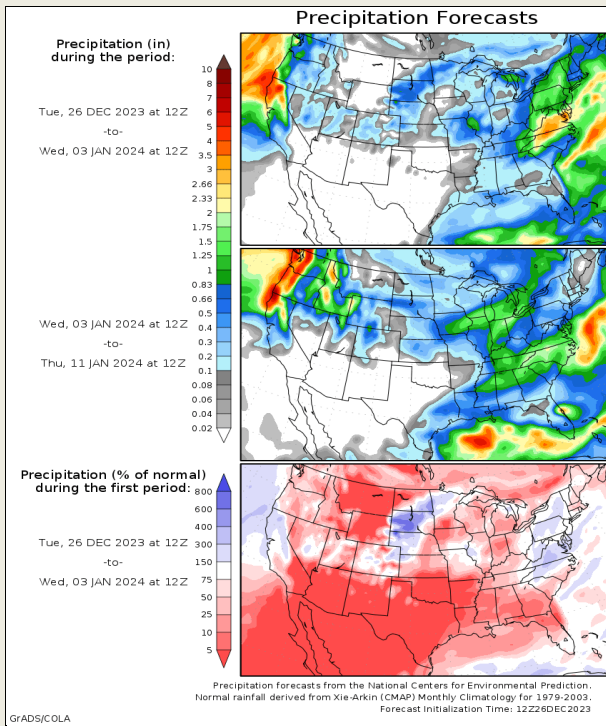 Precipitation Forecasts
Precipitation (in)
during the period:
Tue, 26 DEC 2023 at 12Z
-to-
Wed, 03 JAN 2024 at 12Z
10
8
7
6
5
4
3.5
3
2.66
2.33
2
1.75
1.5
1.25
1
0.83
0.66
0.5
0.4
0.3
0.2
0.1
0.08
0.06
0.04
0.02
Wed, 03 JAN 2024 at 12Z
-to-
Thu, 11 JAN 2024 at 12Z
Precipitation (% of normal)
during the first period:
Tue, 26 DEC 2023 at 12Z
-to-
Wed, 03 JAN 2024 at 12Z
800
600
400
300
150
75
50
25
10
5
Precipitation forecasts from the National Centers for Environmental Prediction.
Normal rainfall derived from Xie-Arkin (CMAP) Monthly Climatology for 1979-2003.
Forecast Initialization Time: 12Z26DEC2023
GrADS/COLA